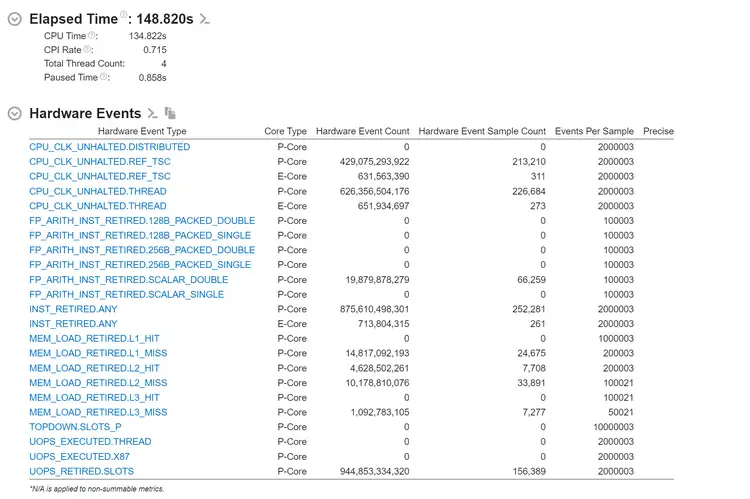 Elapsed Time: 148.820s
CPU Time: 134.822s
CPI Rate: 0.715
Total Thread Count: 4
Paused Time: 0.858s
Hardware Events
Hardware Event Type Core Type Hardware Event Count Hardware Event Sample Count Events Per Sample Precise
CPU_CLK_UNHALTED.DISTRIBUTED P-Core 0 0 2000003
CPU_CLK_UNHALTED.REF_TSC P-Core 429,075,293,922 213,210 2000003
CPU_CLK_UNHALTED.REF_TSC E-Core 631,563,390 311 2000003
CPU_CLK_UNHALTED.THREAD P-Core 626,356,504,176 226,684 2000003
CPU_CLK_UNHALTED.THREAD E-Core 651,934,697 273 2000003
FP_ARITH_INST_RETIRED.128B_PACKED_DOUBLE P-Core 0 0 100003
FP_ARITH_INST_RETIRED.128B_PACKED_SINGLE P-Core 0 0 100003
FP_ARITH_INST_RETIRED.256B_PACKED_DOUBLE P-Core 0 0 100003
FP_ARITH_INST_RETIRED.256B_PACKED_SINGLE P-Core 0 0 100003
FP_ARITH_INST_RETIRED.SCALAR_DOUBLE P-Core 19,879,878,279 66,259 100003
FP_ARITH_INST_RETIRED.SCALAR_SINGLE P-Core 0 0 100003
INST_RETIRED.ANY P-Core 875,610,498,301 252,281 2000003
INST_RETIRED.ANY E-Core 713,804,315 261 2000003
MEM_LOAD_RETIRED.L1_HIT P-Core 0 0 1000003
MEM_LOAD_RETIRED.L1_MISS P-Core 14,817,092,193 24,675 200003
MEM_LOAD_RETIRED.L2_HIT P-Core 4,628,502,261 7,708 200003
MEM_LOAD_RETIRED.L2_MISS P-Core 10,178,810,076 33,891 100021
MEM_LOAD_RETIRED.L3_HIT P-Core 0 0 100021
MEM_LOAD_RETIRED.L3_MISS P-Core 1,092,783,105 7,277 50021
TOPDOWN.SLOTS_P P-Core 0 0 10000003
UOPS_EXECUTED.THREAD P-Core 0 0 2000003
UOPS_EXECUTED.X87 P-Core 0 0 2000003
UOPS_RETIRED.SLOTS P-Core 944,853,334,320 156,389 2000003
*N/A is applied to non-summable metrics.